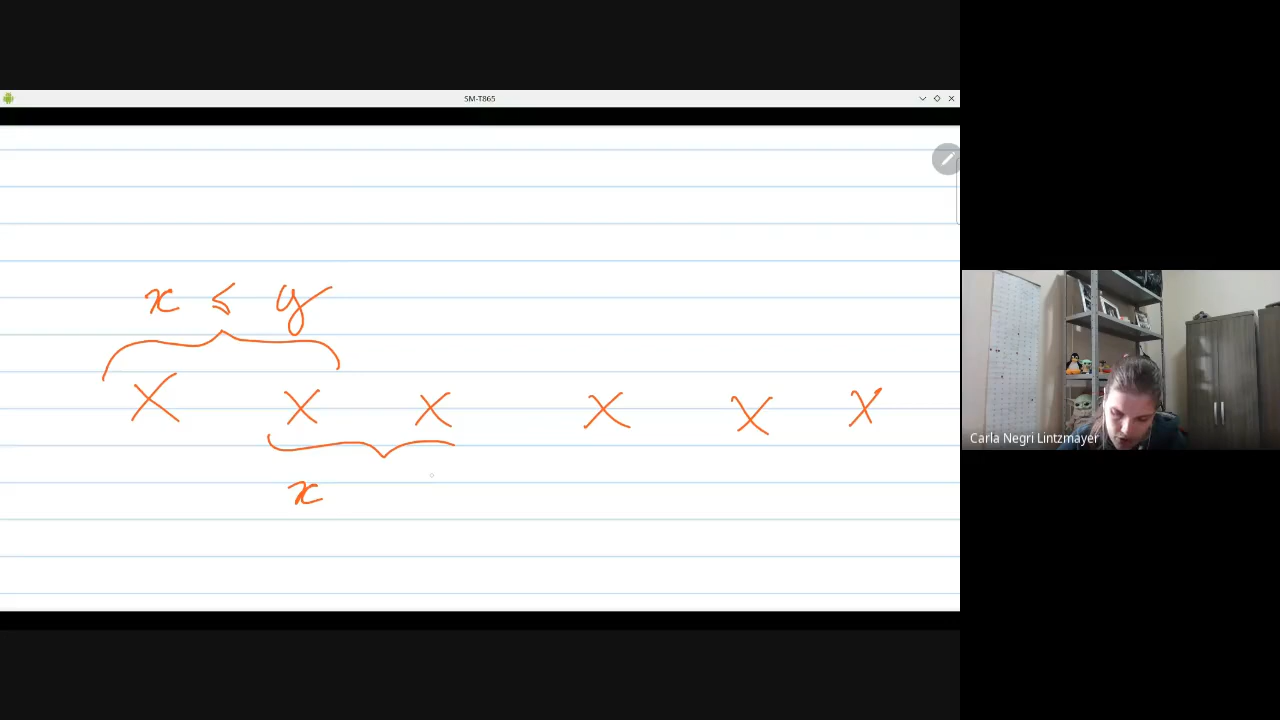 SM-T865
x ≤ y
X X X X X X
x
Carla Negri Lintzmayer